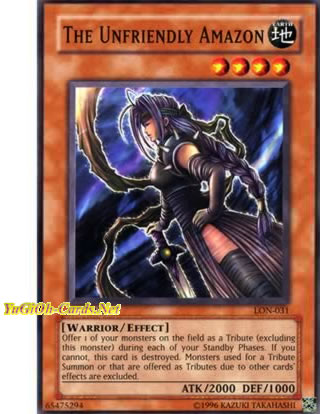 The Unfriendly Amazon
EARTH
地
YuGiOh-Cards.Net
LON-031
[Warrior/Effect]
Offer 1 of your monsters on the field as a Tribute (excluding
this monster) during each of your Standby Phases. If you
cannot, this card is destroyed. Monsters used for a Tribute
Summon or that are offered as Tributes due to other cards'
effects are excluded.
ATK/2000 DEF/1000
65475294
©1996 KAZUKI TAKAHASHI